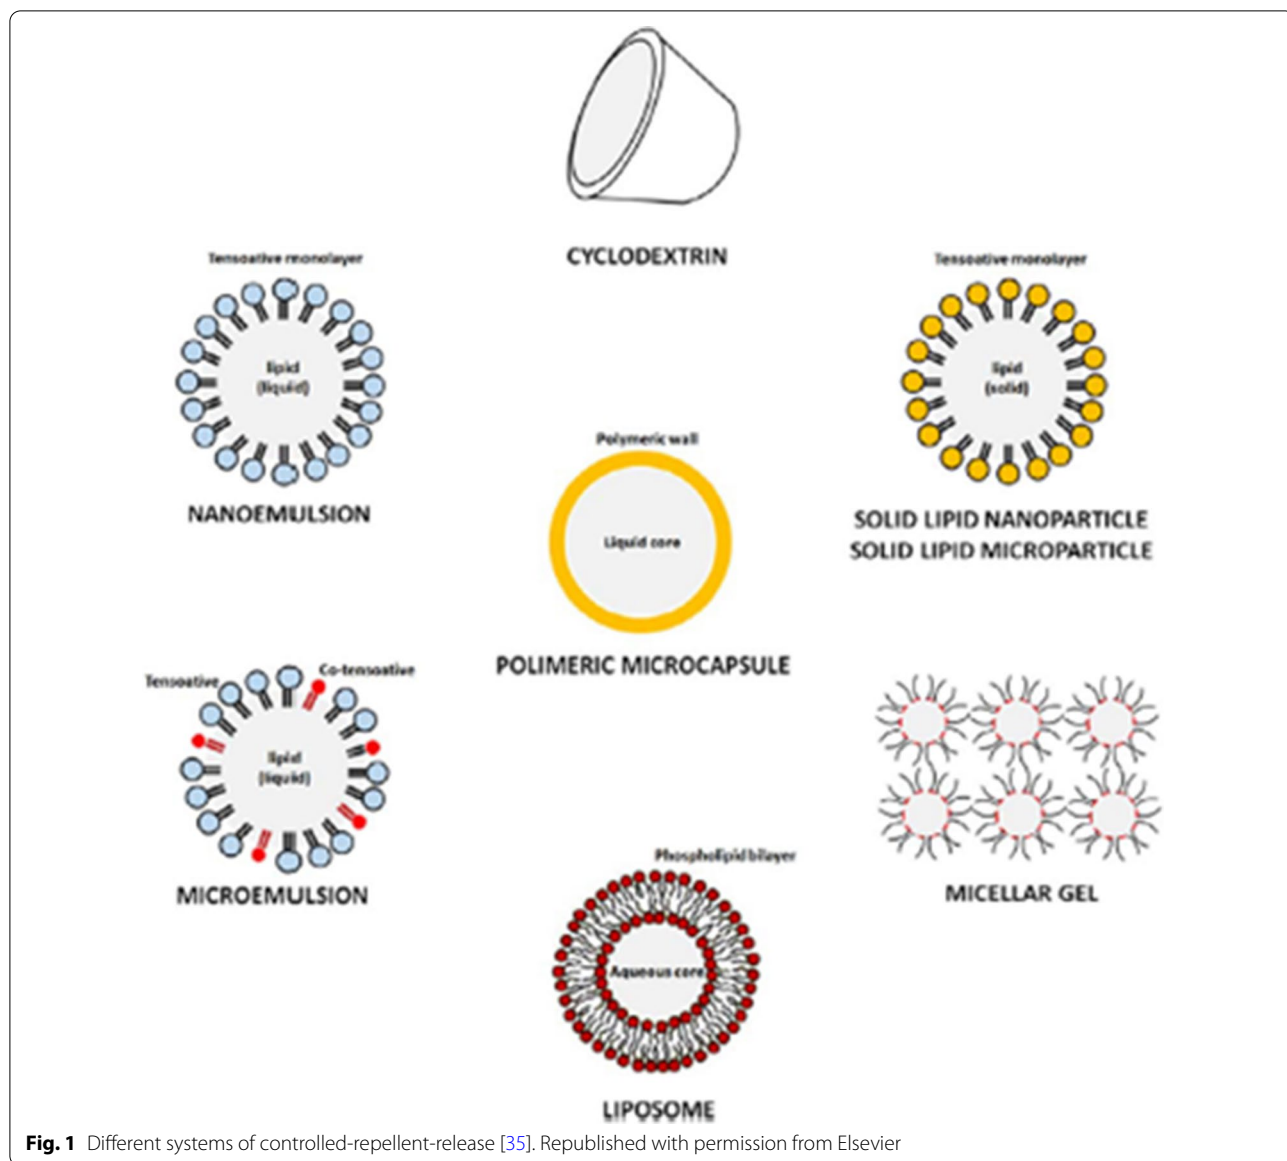 CYCLODEXTRIN
Tensoative monolayer
lipid
(liquid)
NANOEMULSION
Tensoative monolayer
lipid
(solid)
SOLID LIPID NANOPARTICLE
SOLID LIPID MICROPARTICLE
Polymeric wall
Liquid core
POLIMERIC MICROCAPSULE
Tensoative
Co-tensoative
lipid
(liquid)
MICROEMULSION
MICELLAR GEL
Phospholipid bilayer
Aqueous core
LIPOSOME
Fig. 1 Different systems of controlled-repellent-release [35]. Republished with permission from Elsevier